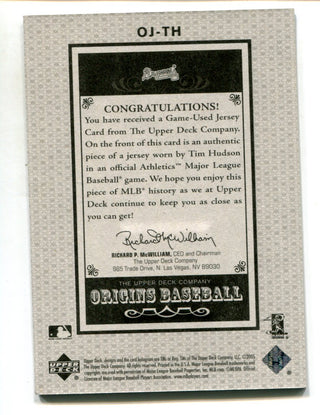 OJ-TH
CONGRATULATIONS!
You have received a Game-Used Jersey
Card from The Upper Deck Company.
On the front of this card is an authentic
piece of a jersey worn by Tim Hudson
in an official Athletics™ Major League
Baseball® game. We hope you enjoy this
piece of MLB® history as we at Upper
Deck continue to keep you as close as
you can get!
Richard P. McWilliam
RICHARD P. McWILLIAM, CEO and Chairman
The Upper Deck Company
985 Trade Drive, N. Las Vegas, NV 89030
THE UPPER DECK COMPANY
ORIGINS BASEBALL
UPPER
DECK